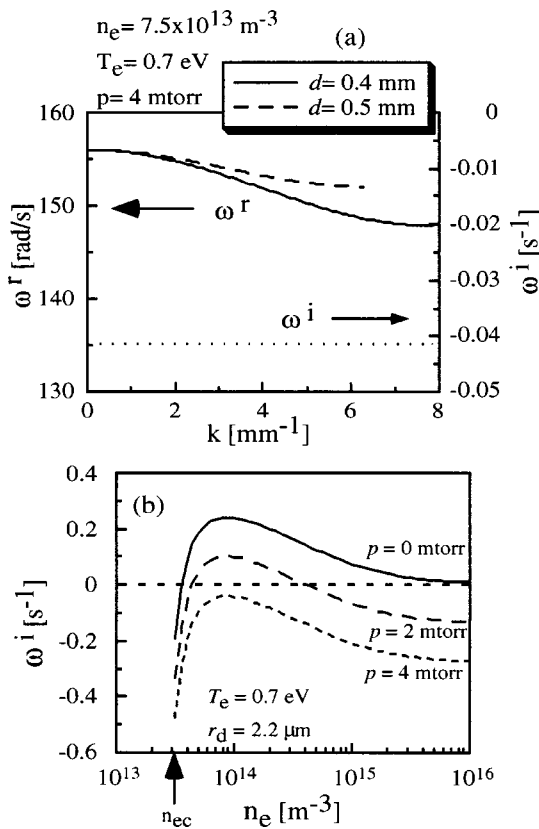 n_e = 7.5x10^13 m^-3
(a)
T_e = 0.7 eV
p= 4 mtorr
d= 0.4 mm
d= 0.5 mm
160
150
140
130
ω^r [rad/s]
0
-0.01
-0.02
-0.03
-0.04
-0.05
ω^i [s^-1]
ω^r
ω^i
0 2 4 6 8
k [mm^-1]
(b)
0.4
0.2
0
-0.2
-0.4
-0.6
ω^i [s^-1]
p = 0 mtorr
p = 2 mtorr
p = 4 mtorr
T_e = 0.7 eV
r_d = 2.2 μm
10^13 10^14 10^15 10^16
n_ec
n_e [m^-3]